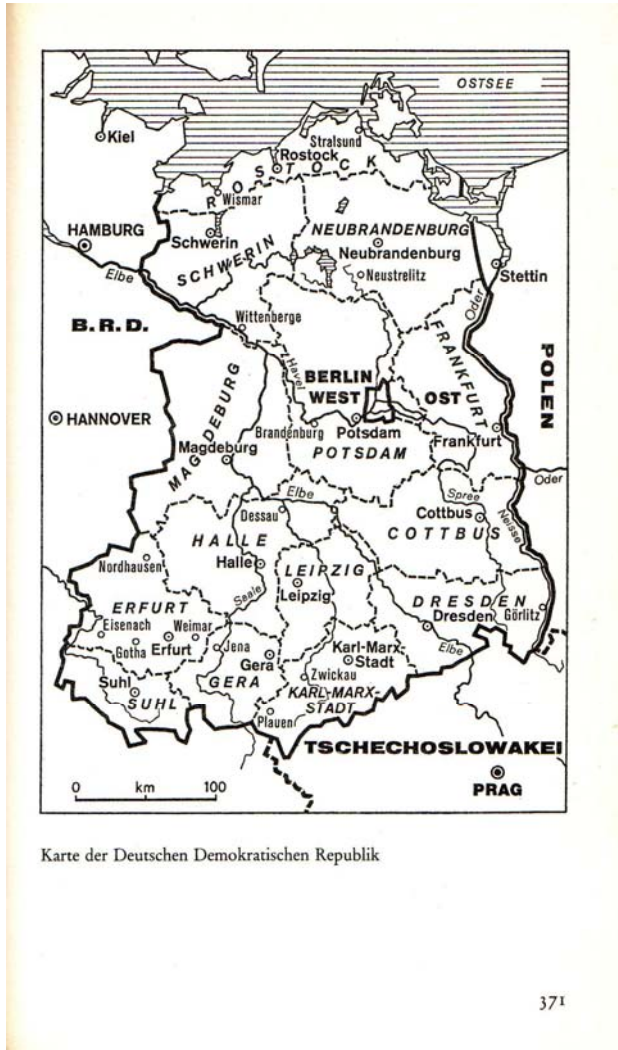 OSTSEE
Kiel
Stralsund
Rostock
ROSTOCK
Wismar
HAMBURG
Schwerin
SCHWERIN
NEUBRANDENBURG
Neubrandenburg
Neustrelitz
Stettin
Elbe
Oder
B.R.D.
Wittenberge
FRANKFURT
POLEN
Havel
BERLIN
WEST
OST
HANNOVER
MAGDEBURG
Brandenburg
Potsdam
Frankfurt
Magdeburg
POTSDAM
Oder
Elbe
Spree
Dessau
Cottbus
Neisse
HALLE
COTTBUS
Nordhausen
Halle
LEIPZIG
Saale
Leipzig
DRESDEN
ERFURT
Dresden
Görlitz
Eisenach
Weimar
Gotha
Erfurt
Jena
Karl-Marx-
Stadt
Elbe
Gera
Suhl
Zwickau
GERA
KARL-MARX-
STADT
SUHL
Plauen
TSCHECHOSLOWAKEI
0 km 100
PRAG
Karte der Deutschen Demokratischen Republik
371